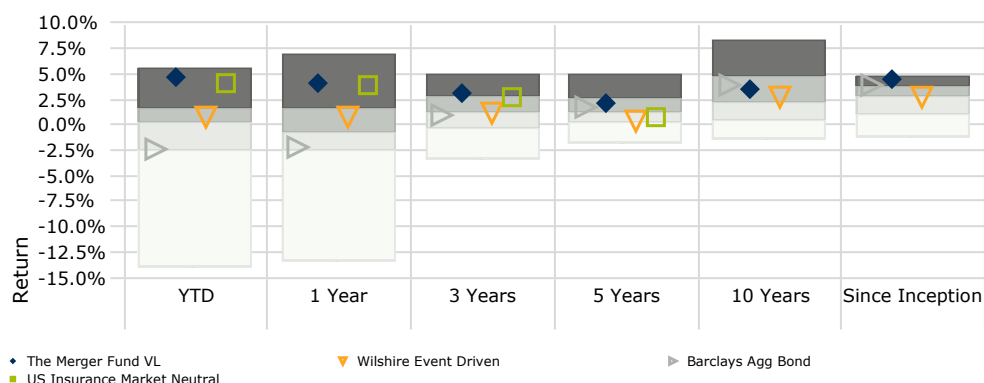 10.0%
7.5%
5.0%
2.5%
0.0%
-2.5%
-5.0%
-7.5%
-10.0%
-12.5%
-15.0%
Return
YTD 1 Year 3 Years 5 Years 10 Years Since Inception
The Merger Fund VL Wilshire Event Driven Barclays Agg Bond
US Insurance Market Neutral